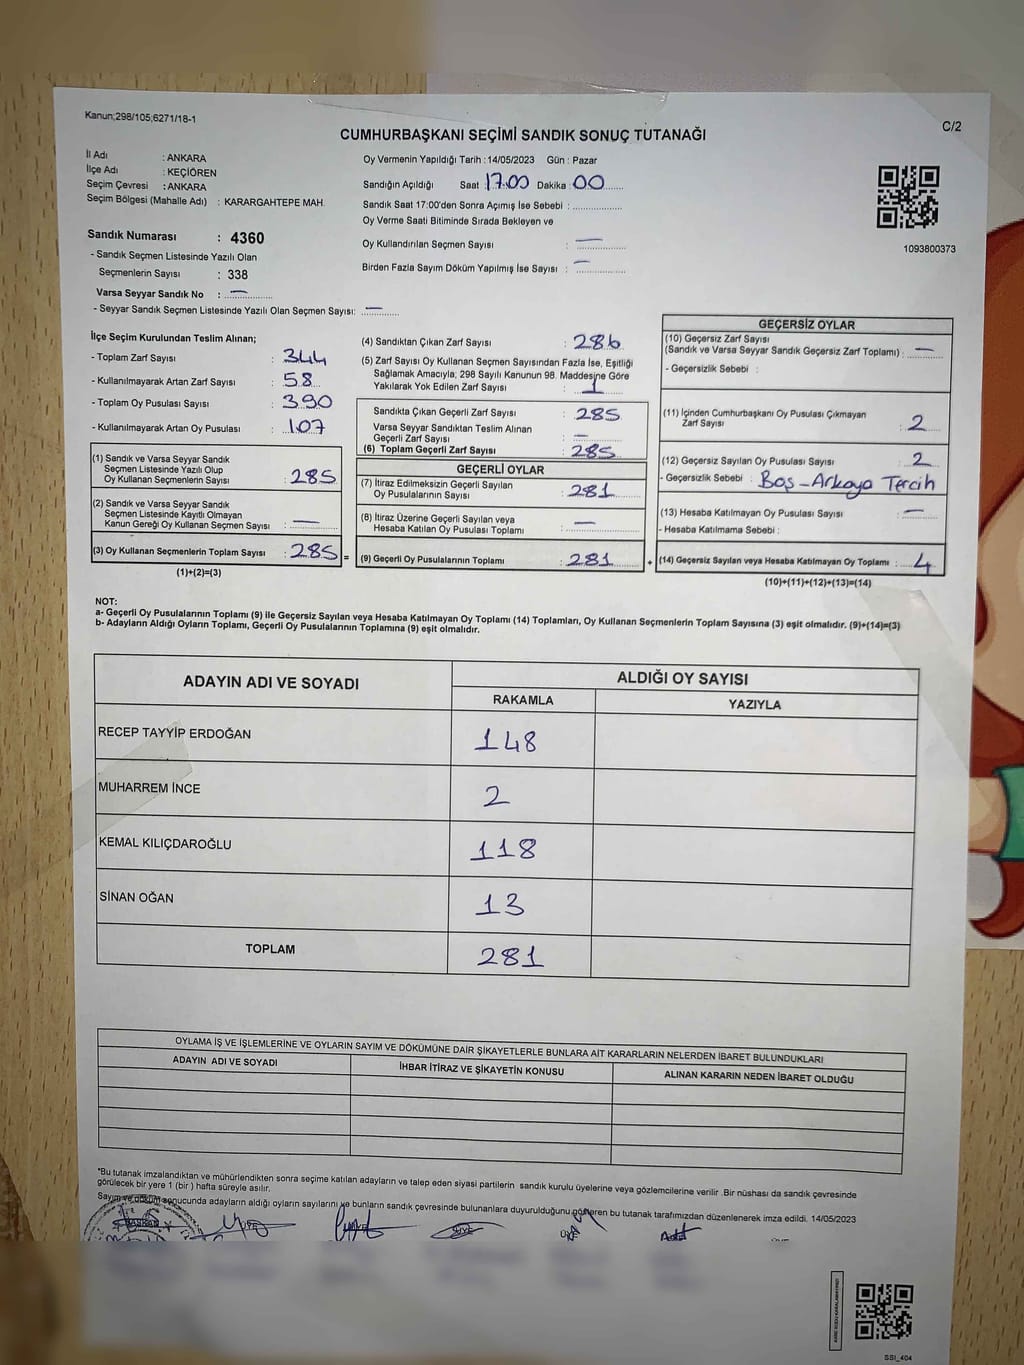 Kanun;298/105;6271/18-1
C/2
CUMHURBAŞKANI SEÇİMİ SANDIK SONUÇ TUTANAĞI
İl Adı : ANKARA
İlçe Adı : KEÇİÖREN
Seçim Çevresi : ANKARA
Seçim Bölgesi (Mahalle Adı) : KARARGAHTEPE MAH.
Sandık Numarası : 4360
- Sandık Seçmen Listesinde Yazılı Olan
Seçmenlerin Sayısı : 338
Varsa Seyyar Sandık No : —
- Seyyar Sandık Seçmen Listesinde Yazılı Olan Seçmen Sayısı: —
Oy Vermenin Yapıldığı Tarih : 14/05/2023 Gün : Pazar
Sandığın Açıldığı Saat 17.00 Dakika : 00
Sandık Saat 17:00'den Sonra Açımış İse Sebebi :
Oy Verme Saati Bitiminde Sırada Bekleyen ve
Oy Kullandırılan Seçmen Sayısı : —
Birden Fazla Sayım Döküm Yapılmış İse Sayısı : —
1093800373
İlçe Seçim Kurulundan Teslim Alınan;
- Toplam Zarf Sayısı : 344
- Kullanılmayarak Artan Zarf Sayısı : 58
- Toplam Oy Pusulası Sayısı : 390
- Kullanılmayarak Artan Oy Pusulası : 107
(1) Sandık ve Varsa Seyyar Sandık
Seçmen Listesinde Yazılı Olup
Oy Kullanan Seçmenlerin Sayısı : 285
(2) Sandık ve Varsa Seyyar Sandık
Seçmen Listesinde Kayıtlı Olmayan
Kanun Gereği Oy Kullanan Seçmen Sayısı : —
(3) Oy Kullanan Seçmenlerin Toplam Sayısı : 285 =
(1)+(2)=(3)
(4) Sandıktan Çıkan Zarf Sayısı : 286
(5) Zarf Sayısı Oy Kullanan Seçmen Sayısından Fazla İse, Eşitliği
Sağlamak Amacıyla; 298 Sayılı Kanunun 98. Maddesine Göre
Yakılarak Yok Edilen Zarf Sayısı : 1
Sandıkta Çıkan Geçerli Zarf Sayısı : 285
Varsa Seyyar Sandıktan Teslim Alınan
Geçerli Zarf Sayısı : —
(6) Toplam Geçerli Zarf Sayısı : 285
GEÇERLİ OYLAR
(7) İtiraz Edilmeksizin Geçerli Sayılan
Oy Pusulalarının Sayısı : 281
(8) İtiraz Üzerine Geçerli Sayılan veya
Hesaba Katılan Oy Pusulası Toplamı : —
(9) Geçerli Oy Pusulalarının Toplamı : 281 +
GEÇERSİZ OYLAR
(10) Geçersiz Zarf Sayısı
(Sandık ve Varsa Seyyar Sandık Geçersiz Zarf Toplamı) : —
- Geçersizlik Sebebi :
(11) İçinden Cumhurbaşkanı Oy Pusulası Çıkmayan
Zarf Sayısı : 2
(12) Geçersiz Sayılan Oy Pusulası Sayısı : 2
- Geçersizlik Sebebi : Boş-Arkaya Tercih
(13) Hesaba Katılmayan Oy Pusulası Sayısı : —
- Hesaba Katılmama Sebebi :
(14) Geçersiz Sayılan veya Hesaba Katılmayan Oy Toplamı : 4
(10)+(11)+(12)+(13)=(14)
NOT:
a- Geçerli Oy Pusulalarının Toplamı (9) ile Geçersiz Sayılan veya Hesaba Katılmayan Oy Toplamı (14) Toplamları, Oy Kullanan Seçmenlerin Toplam Sayısına (3) eşit olmalıdır. (9)+(14)=(3)
b- Adayların Aldığı Oyların Toplamı, Geçerli Oy Pusulalarının Toplamına (9) eşit olmalıdır.
ADAYIN ADI VE SOYADI
ALDIĞI OY SAYISI
RAKAMLA YAZIYLA
RECEP TAYYİP ERDOĞAN 148
MUHARREM İNCE 2
KEMAL KILIÇDAROĞLU 118
SİNAN OĞAN 13
TOPLAM 281
OYLAMA İŞ VE İŞLEMLERİNE VE OYLARIN SAYIM VE DÖKÜMÜNE DAİR ŞİKAYETLERLE BUNLARA AİT KARARLARIN NELERDEN İBARET BULUNDUKLARI
ADAYIN ADI VE SOYADI İHBAR İTİRAZ VE ŞİKAYETİN KONUSU ALINAN KARARIN NEDEN İBARET OLDUĞU
*Bu tutanak imzalandıktan ve mühürlendikten sonra seçime katılan adayların ve talep eden siyasi partilerin sandık kurulu üyelerine veya gözlemcilerine verilir .Bir nüshası da sandık çevresinde
görülecek bir yere 1 (bir ) hafta süreyle asılır.
Sayım ve döküm sonucunda adayların aldığı oyların sayılarını ve bunların sandık çevresinde bulunanlara duyurulduğunu gösteren bu tutanak tarafımızdan düzenlenerek imza edildi. 14/05/2023
BAŞKAN
SSI_404